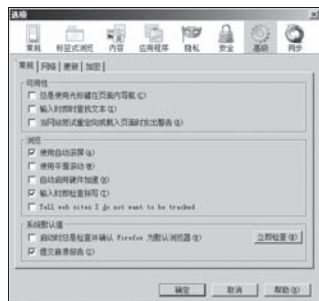 选项
常规 标签式浏览 内容 应用程序 隐私 安全 高级 同步
常规 网络 更新 加密
可用性
总是使用光标键在页面内导航(C)
输入时即时查找文本(X)
当网站尝试重定向或载入页面时发出警告(A)
浏览
使用自动滚屏(A)
使用平滑滚动(M)
自动启用硬件加速(R)
输入时即检查拼写(T)
Tell web sites I do not want to be tracked
系统默认值
启动时总是检查并确认 Firefox 为默认浏览器(W)
立即检查(N)
提交崩溃报告(S)
确定 取消 帮助(H)